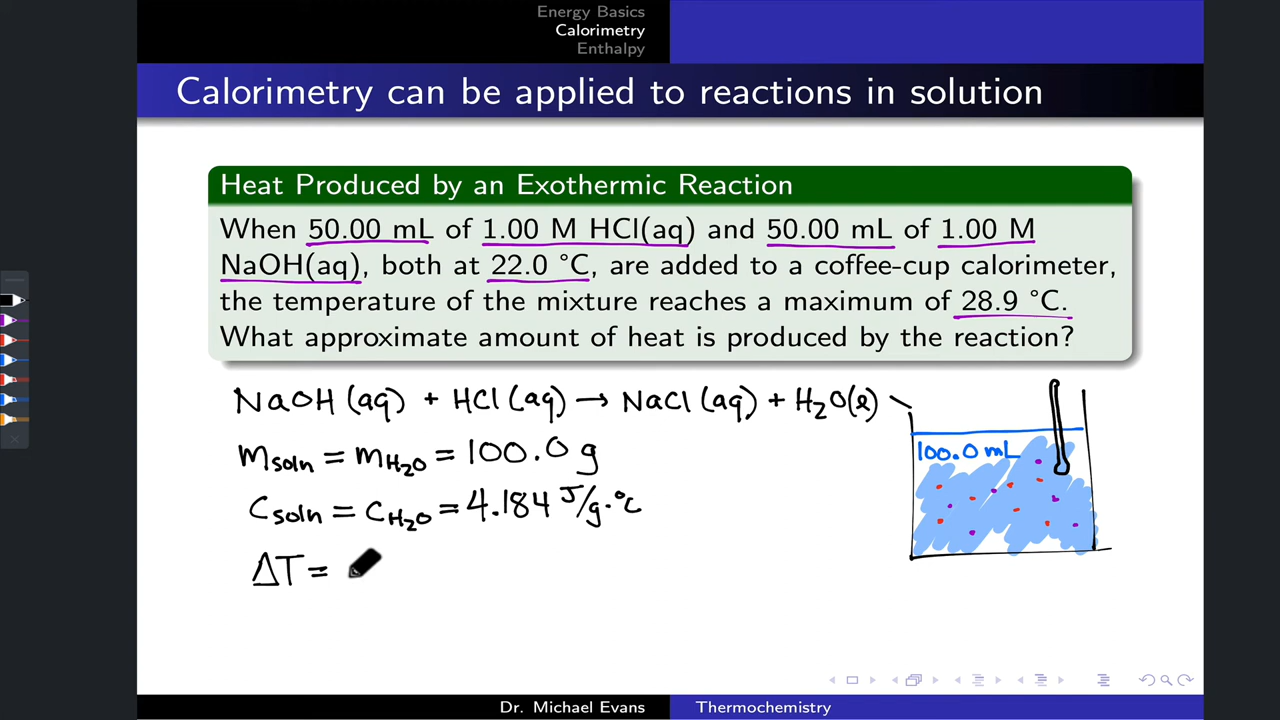 Energy Basics
Calorimetry
Enthalpy
Calorimetry can be applied to reactions in solution
Heat Produced by an Exothermic Reaction
When 50.00 mL of 1.00 M HCl(aq) and 50.00 mL of 1.00 M
NaOH(aq), both at 22.0 °C, are added to a coffee-cup calorimeter,
the temperature of the mixture reaches a maximum of 28.9 °C.
What approximate amount of heat is produced by the reaction?
NaOH (aq) + HCl (aq) → NaCl (aq) + H₂O(l)
m_soln = m_H₂O = 100.0 g
100.0 mL
c_soln = c_H₂O = 4.184 J/g·°C
ΔT =
Dr. Michael Evans Thermochemistry